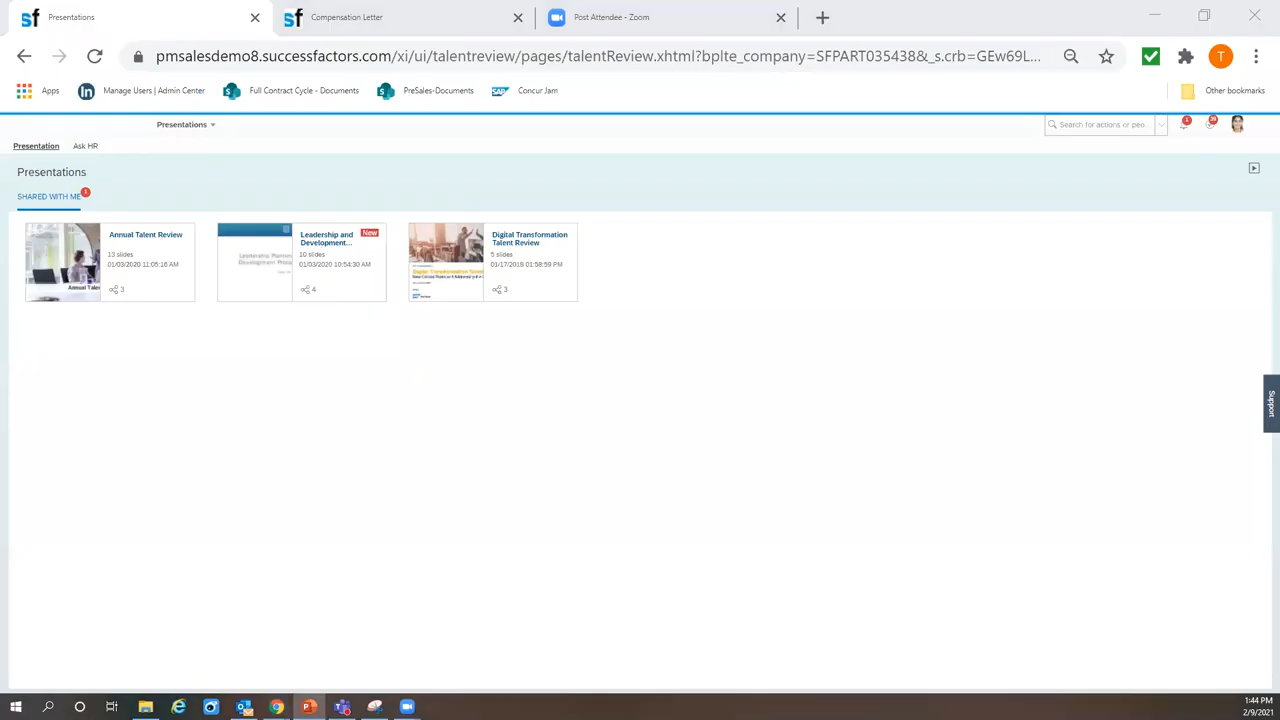 Presentations
Compensation Letter
Post Attendee - Zoom
pmsalesdemo8.successfactors.com/xi/ui/talentreview/pages/talentReview.xhtml?bplte_company=SFPART035438&_s.crb=GEw69L...
T
Apps
Manage Users | Admin Center
Full Contract Cycle - Documents
PreSales-Documents
SAP
Concur Jam
Other bookmarks
Presentations
Search for actions or peo...
1
Presentation
Ask HR
Presentations
SHARED WITH ME
1
Annual Talent Review
13 slides
01/03/2020 11:05:16 AM
3
Leadership and
Development...
New
10 slides
01/03/2020 10:54:30 AM
4
Digital Transformation
Talent Review
5 slides
01/17/2018 01:58:59 PM
3
Support
1:44 PM
2/9/2021